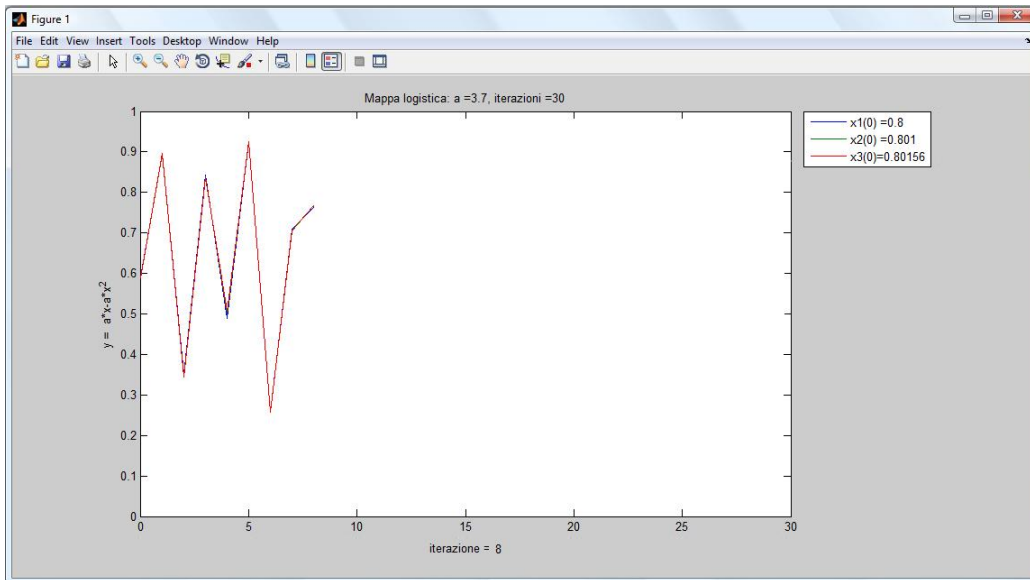 Figure 1
File Edit View Insert Tools Desktop Window Help
Mappa logistica: a =3.7, iterazioni =30
x1(0) =0.8
x2(0) =0.801
x3(0)=0.80156
1
0.9
0.8
0.7
0.6
0.5
0.4
0.3
0.2
0.1
0
y = a*x-a*x²
0 5 10 15 20 25 30
iterazione = 8